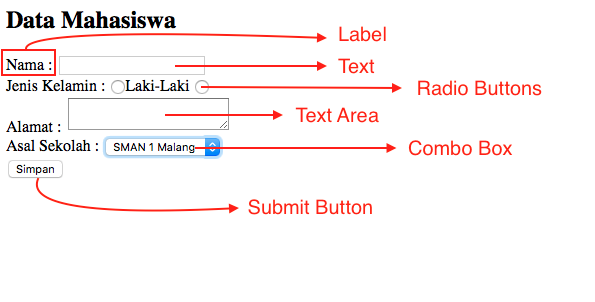 Data Mahasiswa
Label
Nama :
Text
Jenis Kelamin : Laki-Laki
Radio Buttons
Text Area
Alamat :
Asal Sekolah : SMAN 1 Malang
Combo Box
Simpan
Submit Button